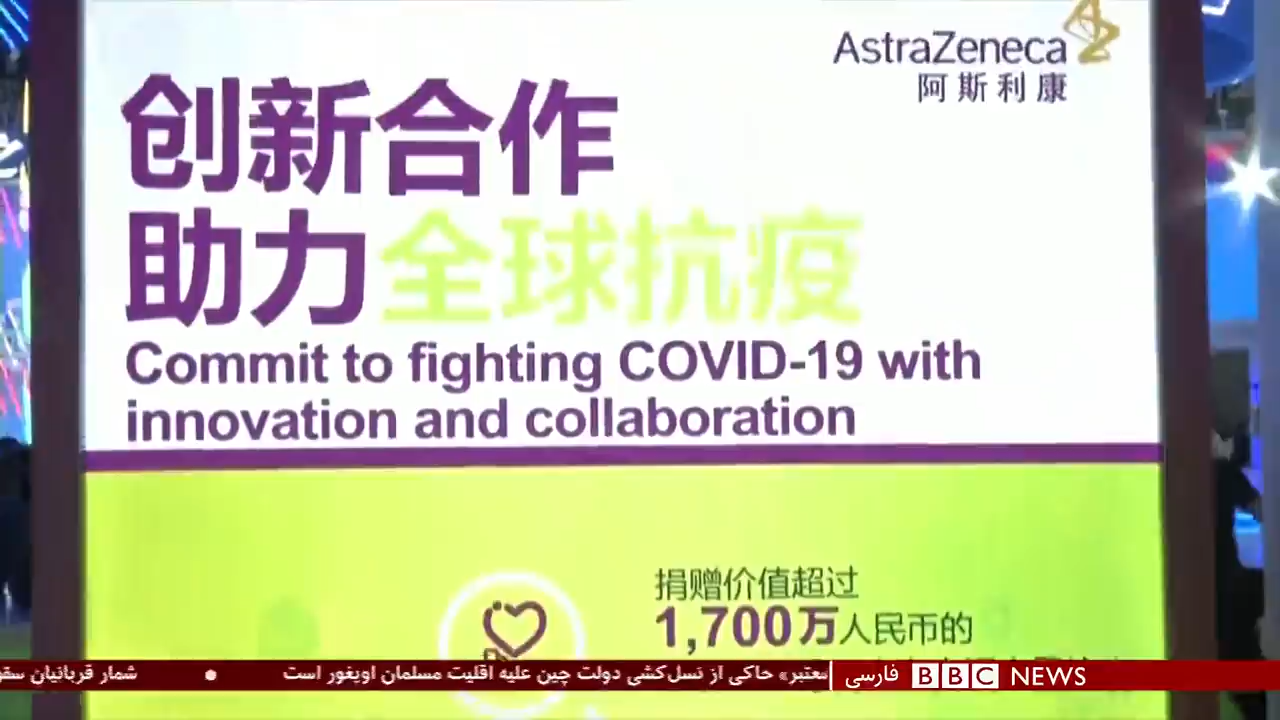 AstraZeneca
阿斯利康
创新合作
助力全球抗疫
Commit to fighting COVID-19 with
innovation and collaboration
捐赠价值超过
1,700万人民币的
فارسی BBC NEWS
معتبر» حاکی از نسل‌کشی دولت چین علیه اقلیت مسلمان اویغور است • شمار قربانیان